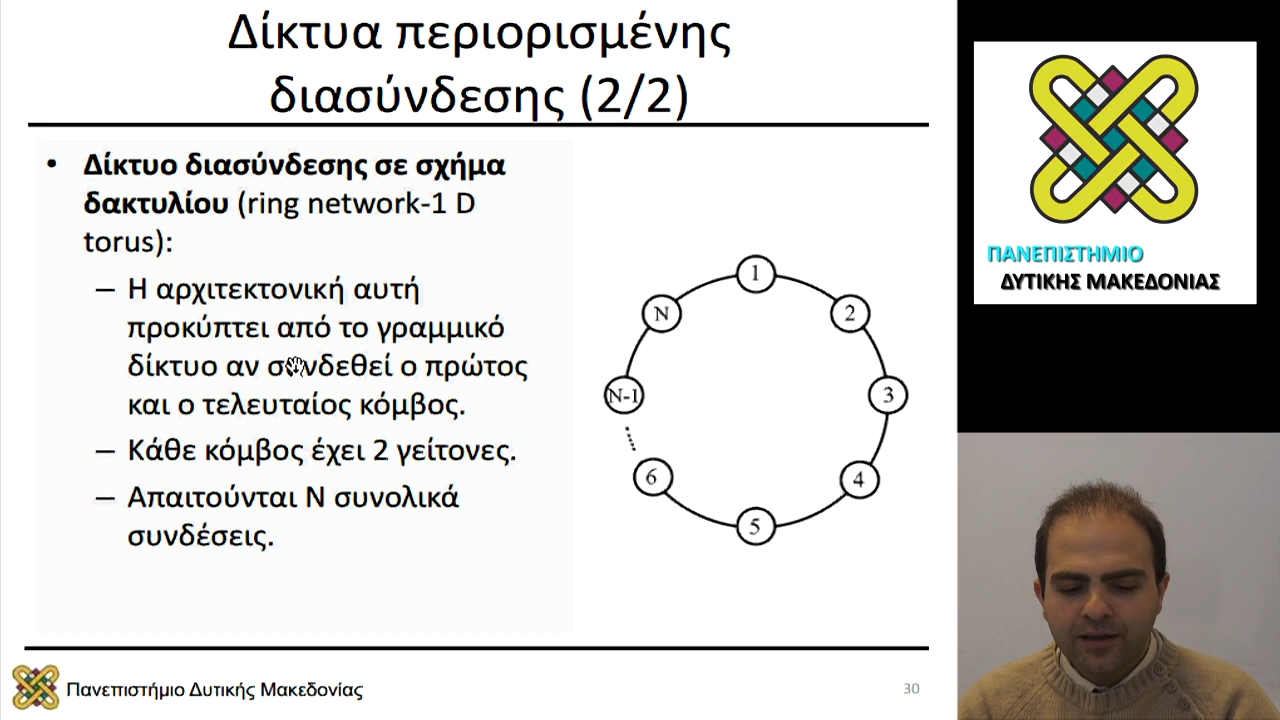 Δίκτυα περιορισμένης
διασύνδεσης (2/2)
• Δίκτυο διασύνδεσης σε σχήμα
δακτυλίου (ring network-1 D
torus):
– Η αρχιτεκτονική αυτή
προκύπτει από το γραμμικό
δίκτυο αν συνδεθεί ο πρώτος
και ο τελευταίος κόμβος.
– Κάθε κόμβος έχει 2 γείτονες.
– Απαιτούνται Ν συνολικά
συνδέσεις.
1
2
3
4
5
6
N-1
N
Πανεπιστήμιο Δυτικής Μακεδονίας
30
ΠΑΝΕΠΙΣΤΗΜΙΟ
ΔΥΤΙΚΗΣ ΜΑΚΕΔΟΝΙΑΣ